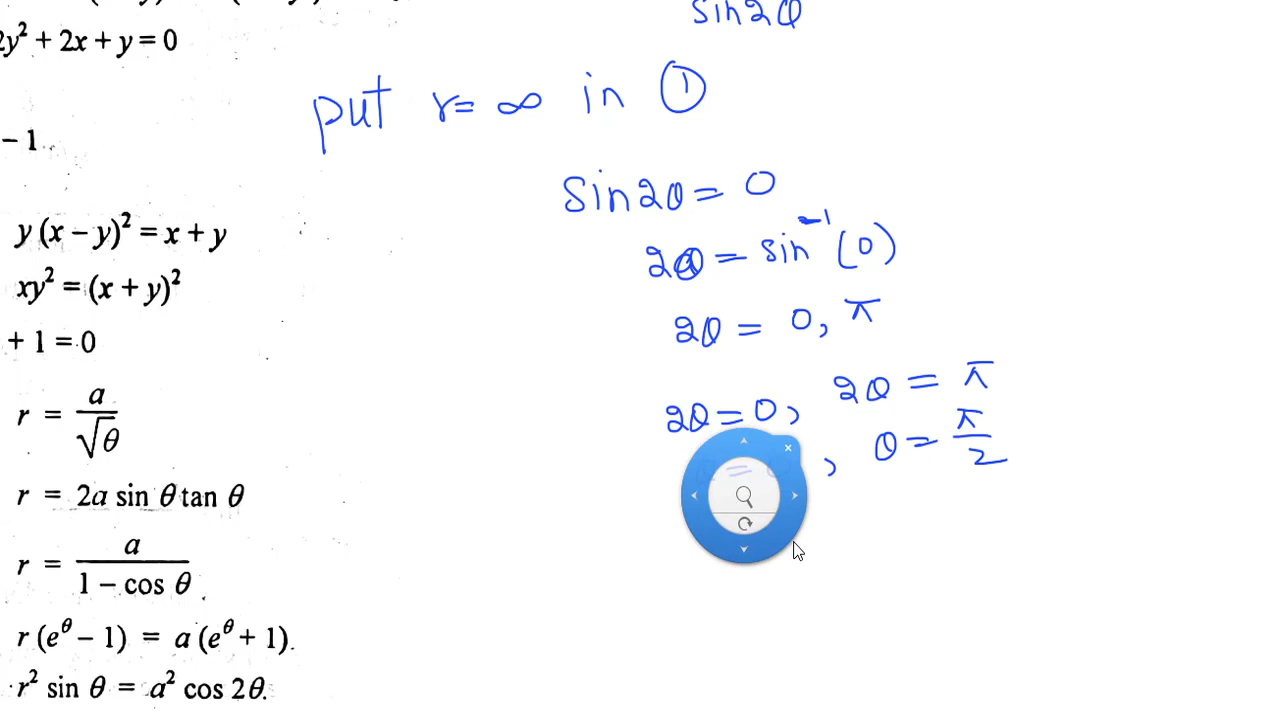 2y² + 2x + y = 0
– 1
y (x – y)² = x + y
xy² = (x + y)²
+ 1 = 0
r = a / √θ
r = 2a sin θ tan θ
r = a / (1 – cos θ)
r (e^θ – 1) = a (e^θ + 1).
r² sin θ = a² cos 2θ.
sin2θ
put r = ∞ in ①
sin2θ = 0
2θ = sin⁻¹ (0)
2θ = 0, π
2θ = 0, 2θ = π
, θ = π/2